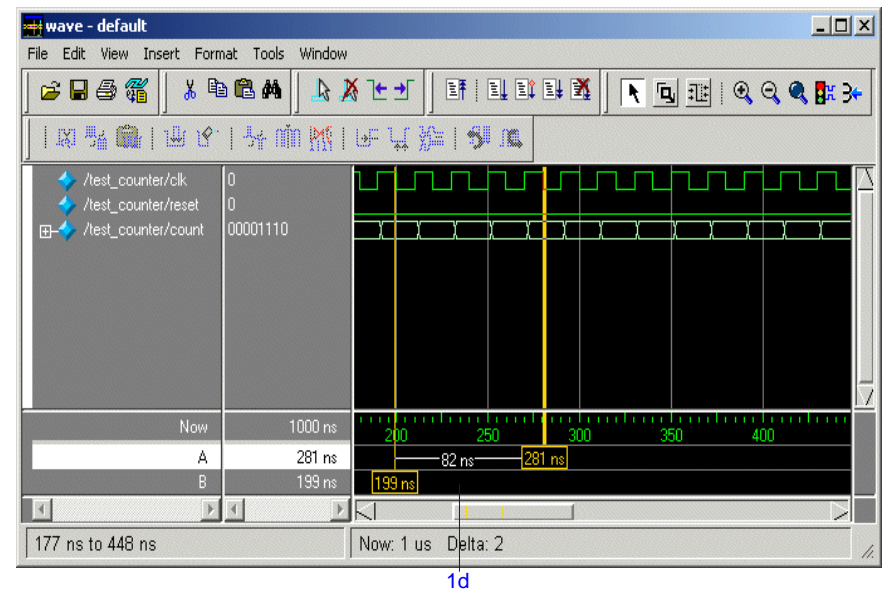 wave - default
File Edit View Insert Format Tools Window
/test_counter/clk 0
/test_counter/reset 0
/test_counter/count 00001110
Now 1000 ns 200 250 300 350 400
A 281 ns 82 ns 281 ns
B 199 ns 199 ns
177 ns to 448 ns Now: 1 us Delta: 2
1d